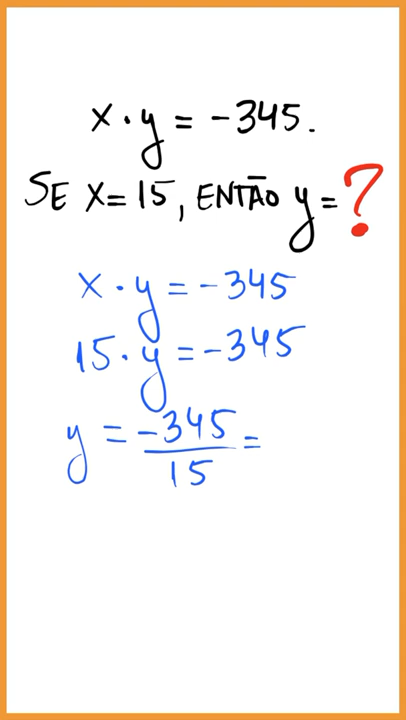 x · y = -345.
SE X = 15, ENTÃO y = ?
x · y = -345
15 · y = -345
y = -345/15 =